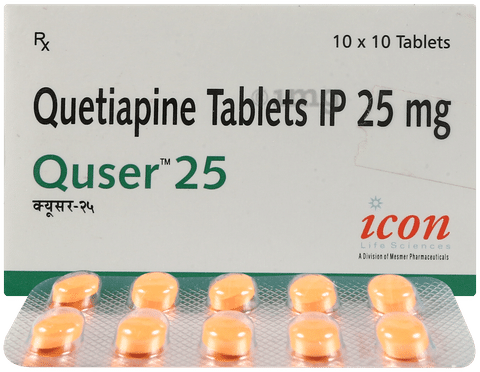 Rx
10 x 10 Tablets
Quetiapine Tablets IP 25 mg
1mg
Quser™ 25
क्यूसर-२५
icon
Life Sciences
A Division of Mesmer Pharmaceuticals